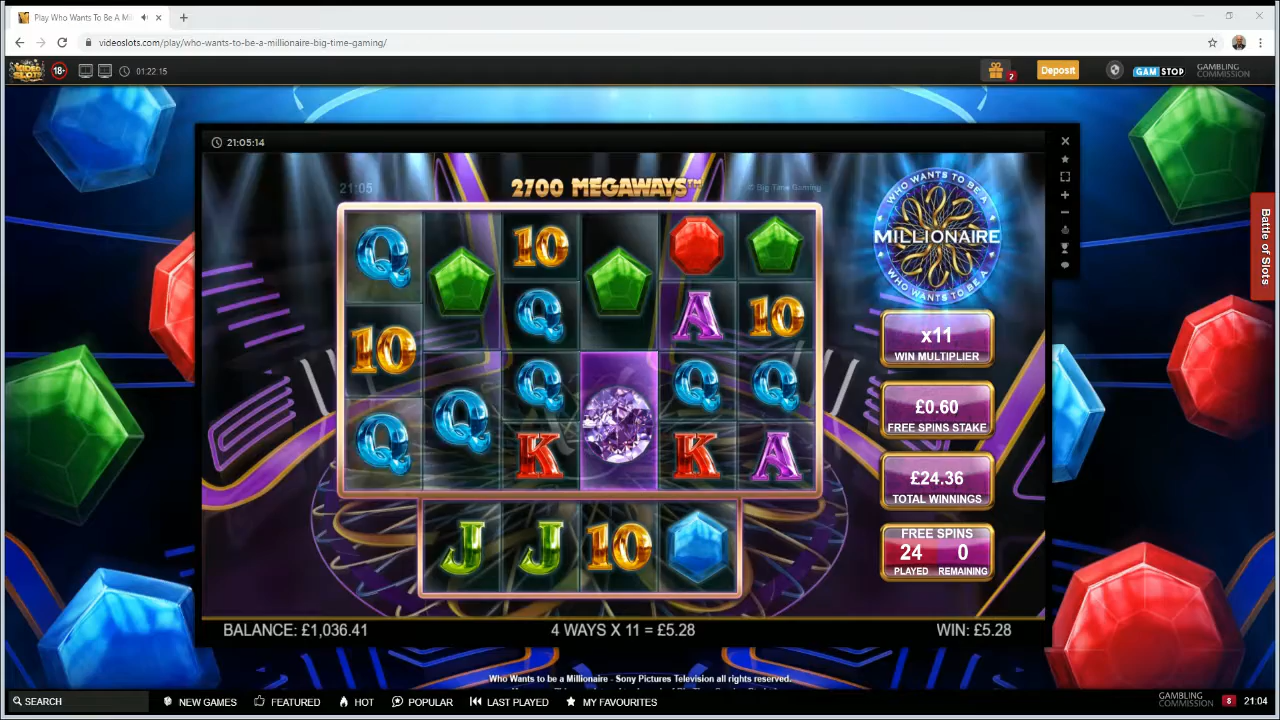 Play Who Wants To Be A Mi
videoslots.com/play/who-wants-to-be-a-millionaire-big-time-gaming/
VIDEO SLOTS
18+
01:22:15
2
Deposit
GAMSTOP
GAMBLING
COMMISSION
21:05:14
21:05
2700 MEGAWAYS™
© Big Time Gaming
WHO WANTS TO BE A
MILLIONAIRE
WHO WANTS TO BE A
Battle of Slots
Q 10
Q A 10
10
Q Q Q Q
Q K K A
J J 10
x11
WIN MULTIPLIER
£0.60
FREE SPINS STAKE
£24.36
TOTAL WINNINGS
FREE SPINS
24 0
PLAYED REMAINING
BALANCE: £1,036.41
4 WAYS X 11 = £5.28
WIN: £5.28
Who Wants to be a Millionaire - Sony Pictures Television all rights reserved.
SEARCH
NEW GAMES
FEATURED
HOT
POPULAR
LAST PLAYED
MY FAVOURITES
GAMBLING
COMMISSION
8
21:04